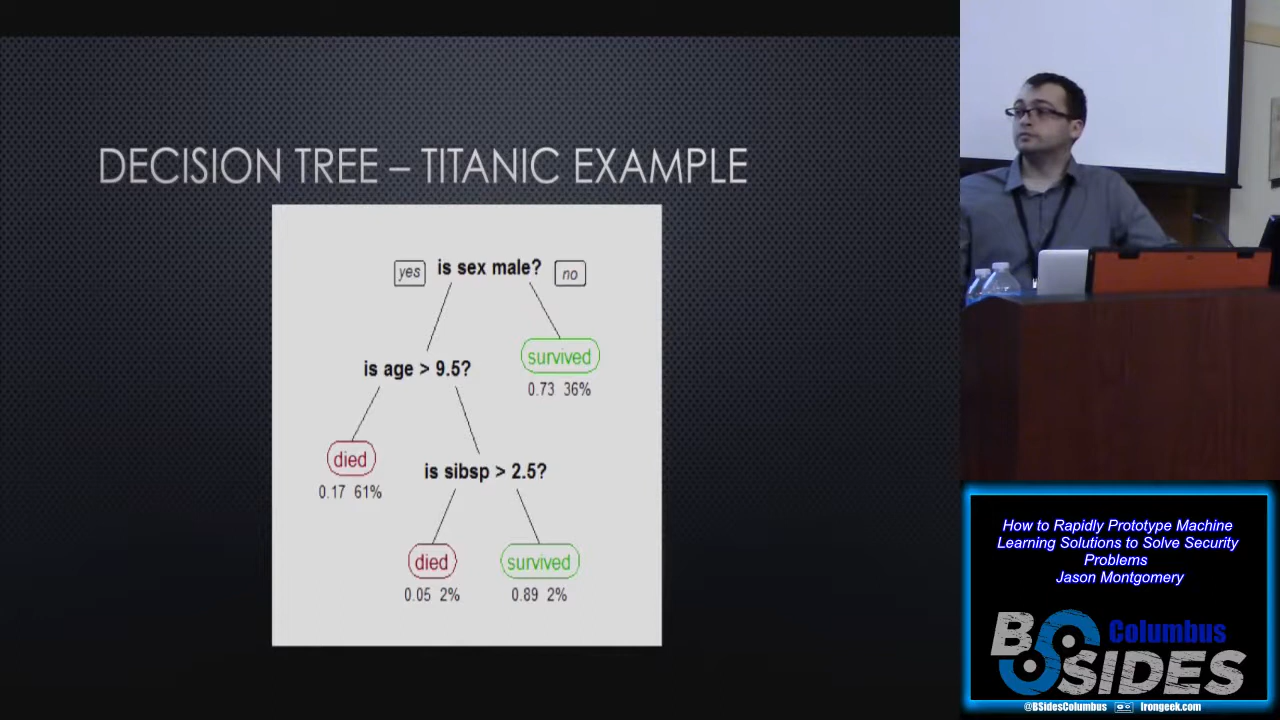 DECISION TREE – TITANIC EXAMPLE
yes
is sex male?
no
survived
0.73 36%
is age > 9.5?
died
0.17 61%
is sibsp > 2.5?
died
0.05 2%
survived
0.89 2%
How to Rapidly Prototype Machine
Learning Solutions to Solve Security
Problems
Jason Montgomery
BSIDES
Columbus
@BSidesColumbus
Irongeek.com